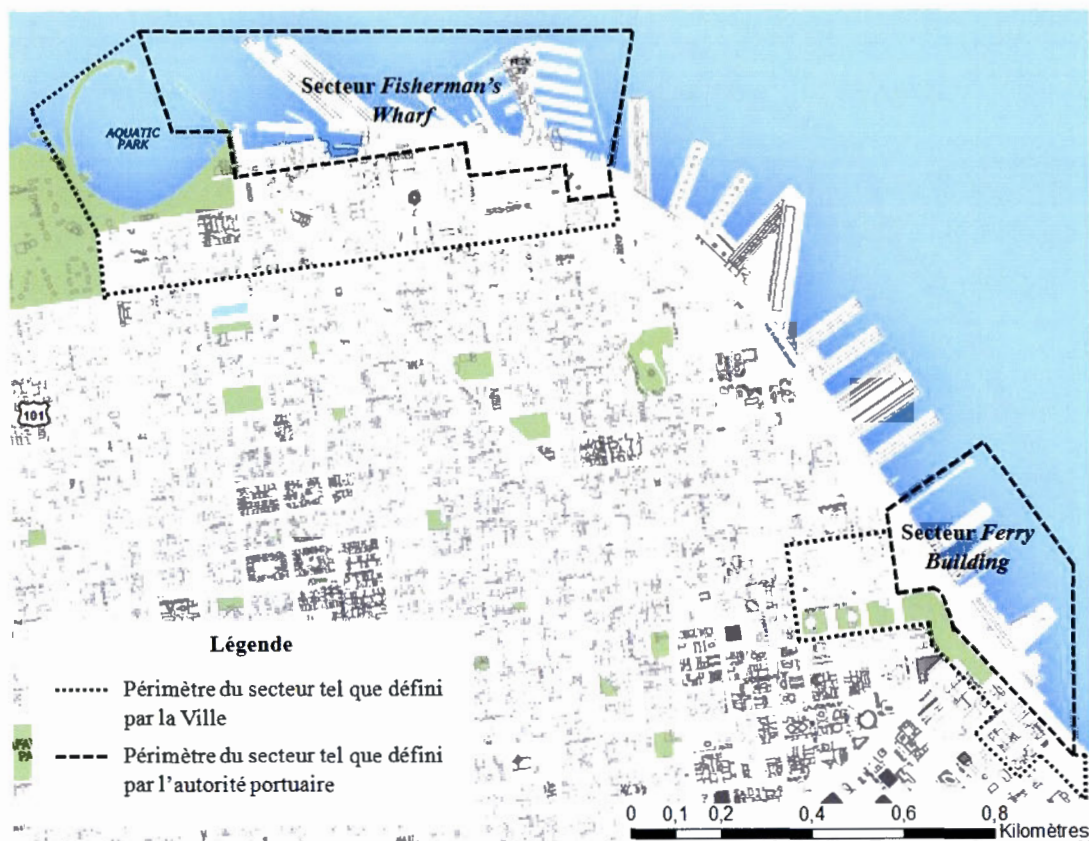 Secteur Fisherman's
Wharf
AQUATIC
PARK
101
Secteur Ferry
Building
Légende
Périmètre du secteur tel que défini
par la Ville
Périmètre du secteur tel que défini
par l'autorité portuaire
0 0,1 0,2 0,4 0,6 0,8
Kilomètres